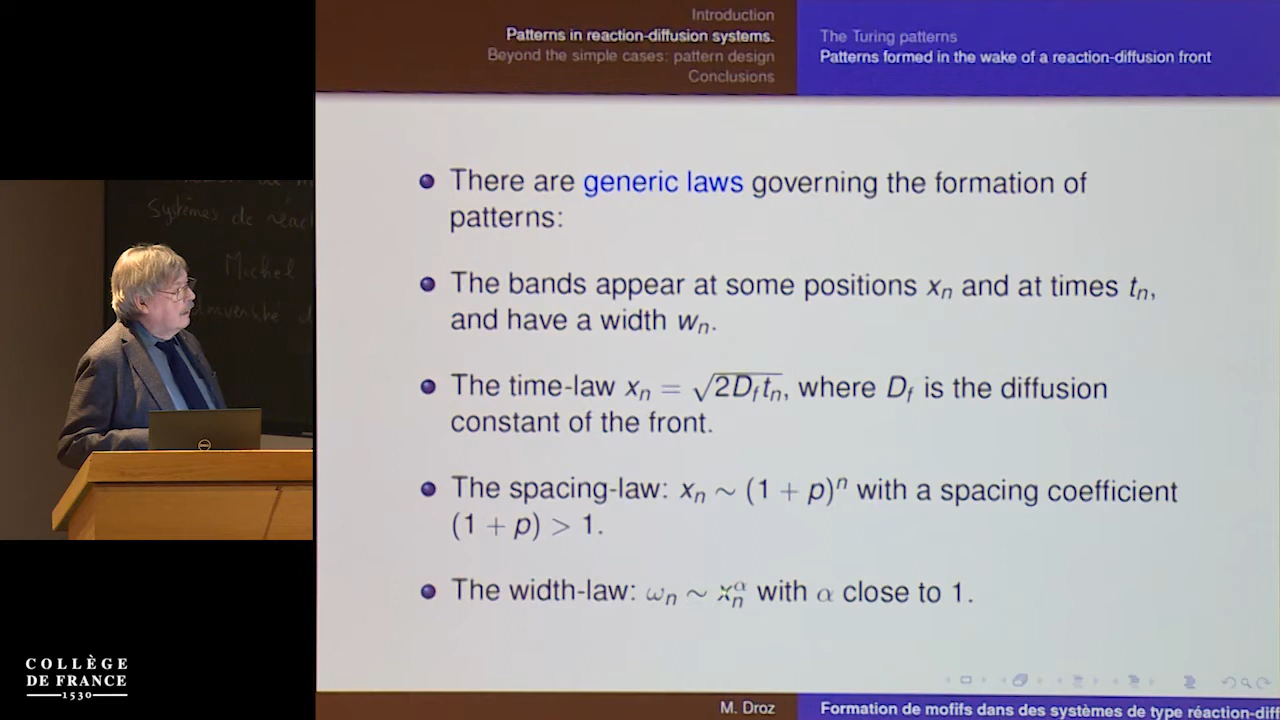 Introduction
Patterns in reaction-diffusion systems.
Beyond the simple cases: pattern design
Conclusions
The Turing patterns
Patterns formed in the wake of a reaction-diffusion front
There are generic laws governing the formation of
patterns:
The bands appear at some positions xₙ and at times tₙ,
and have a width wₙ.
The time-law xₙ = √2D_f tₙ, where D_f is the diffusion
constant of the front.
The spacing-law: xₙ ∼ (1 + p)ⁿ with a spacing coefficient
(1 + p) > 1.
The width-law: ωₙ ∼ xₙ^α with α close to 1.
M. Droz
Formation de mofifs dans des systèmes de type réaction-diff
Systèmes de réac
Michel
COLLÈGE
DE FRANCE
1530